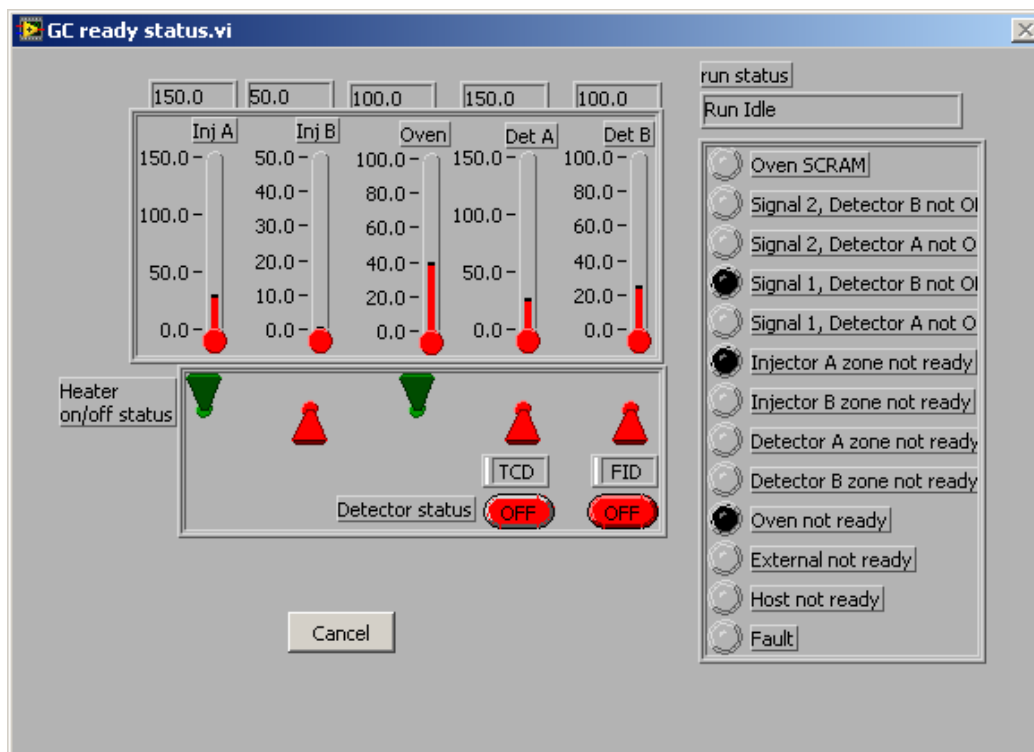 GC ready status.vi
150.0 50.0 100.0 150.0 100.0
Inj A Inj B Oven Det A Det B
150.0 50.0 100.0 150.0 100.0
40.0 80.0 80.0
100.0 30.0 60.0 100.0 60.0
50.0 20.0 40.0 50.0 40.0
10.0 20.0 20.0
0.0 0.0 0.0 0.0 0.0
Heater
on/off status
TCD FID
Detector status OFF OFF
Cancel
run status
Run Idle
Oven SCRAM
Signal 2, Detector B not
Signal 2, Detector A not O
Signal 1, Detector B not
Signal 1, Detector A not O
Injector A zone not ready
Injector B zone not ready
Detector A zone not ready
Detector B zone not ready
Oven not ready
External not ready
Host not ready
Fault